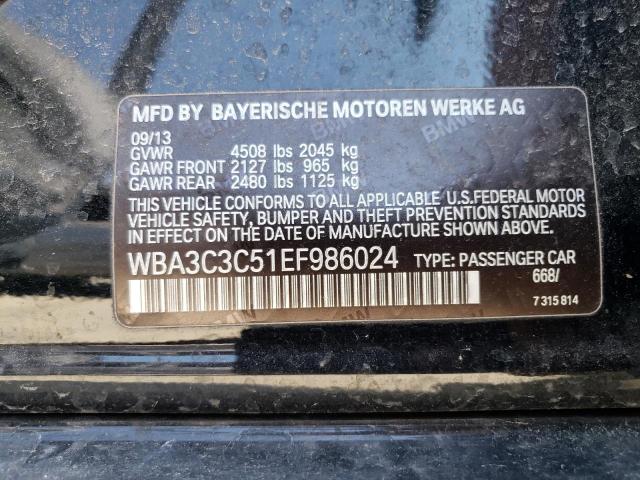 MFD BY BAYERISCHE MOTOREN WERKE AG
09/13
GVWR 4508 lbs 2045 kg
GAWR FRONT 2127 lbs 965 kg
GAWR REAR 2480 lbs 1125 kg
THIS VEHICLE CONFORMS TO ALL APPLICABLE U.S.FEDERAL MOTOR
VEHICLE SAFETY, BUMPER AND THEFT PREVENTION STANDARDS
IN EFFECT ON THE DATE OF MANUFACTURE SHOWN ABOVE.
WBA3C3C51EF986024 TYPE: PASSENGER CAR
668/
7 315 814